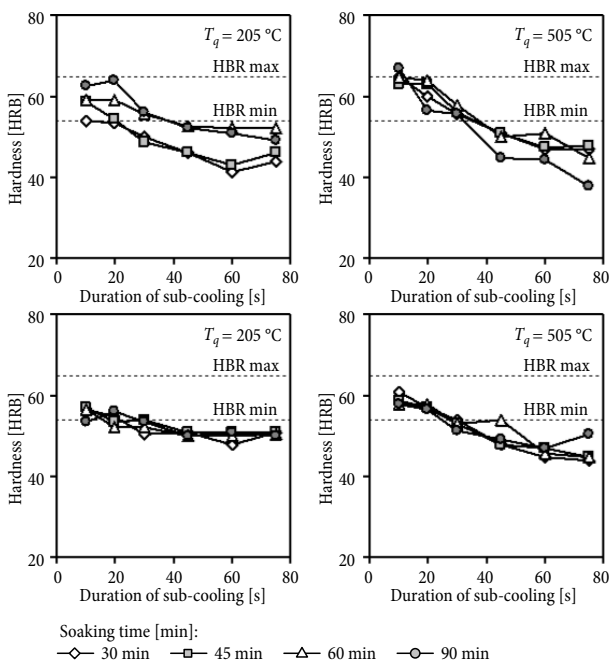 80
60
40
20
Hardness [HRB]
T_q = 205 °C
HBR max
HBR min
0 20 40 60 80
Duration of sub-cooling [s]
80
60
40
20
Hardness [HRB]
T_q = 505 °C
HBR max
HBR min
0 20 40 60 80
Duration of sub-cooling [s]
80
60
40
20
Hardness [HRB]
T_q = 205 °C
HBR max
HBR min
0 20 40 60 80
Duration of sub-cooling [s]
80
60
40
20
Hardness [HRB]
T_q = 505 °C
HBR max
HBR min
0 20 40 60 80
Duration of sub-cooling [s]
Soaking time [min]:
30 min 45 min 60 min 90 min